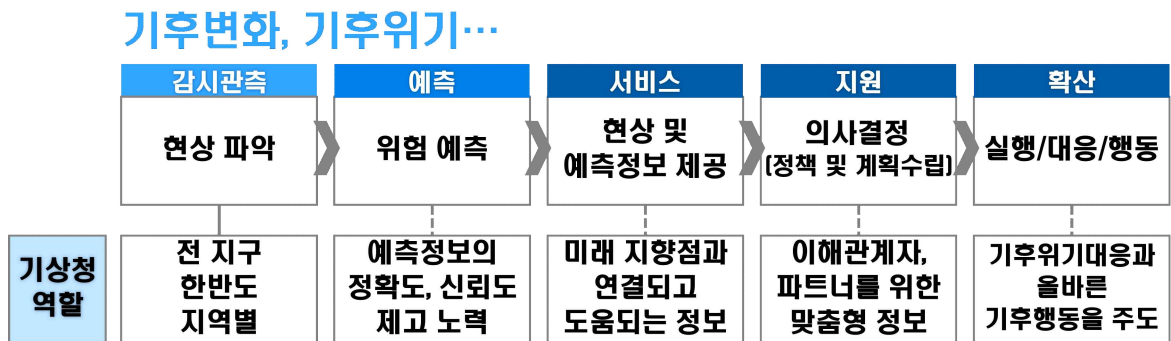 기후변화, 기후위기…
감시관측
예측
서비스
지원
확산
현상 파악
위험 예측
현상 및
예측정보 제공
의사결정
(정책 및 계획수립)
실행/대응/행동
기상청
역할
전 지구
한반도
지역별
예측정보의
정확도, 신뢰도
제고 노력
미래 지향점과
연결되고
도움되는 정보
이해관계자,
파트너를 위한
맞춤형 정보
기후위기대응과
올바른
기후행동을 주도